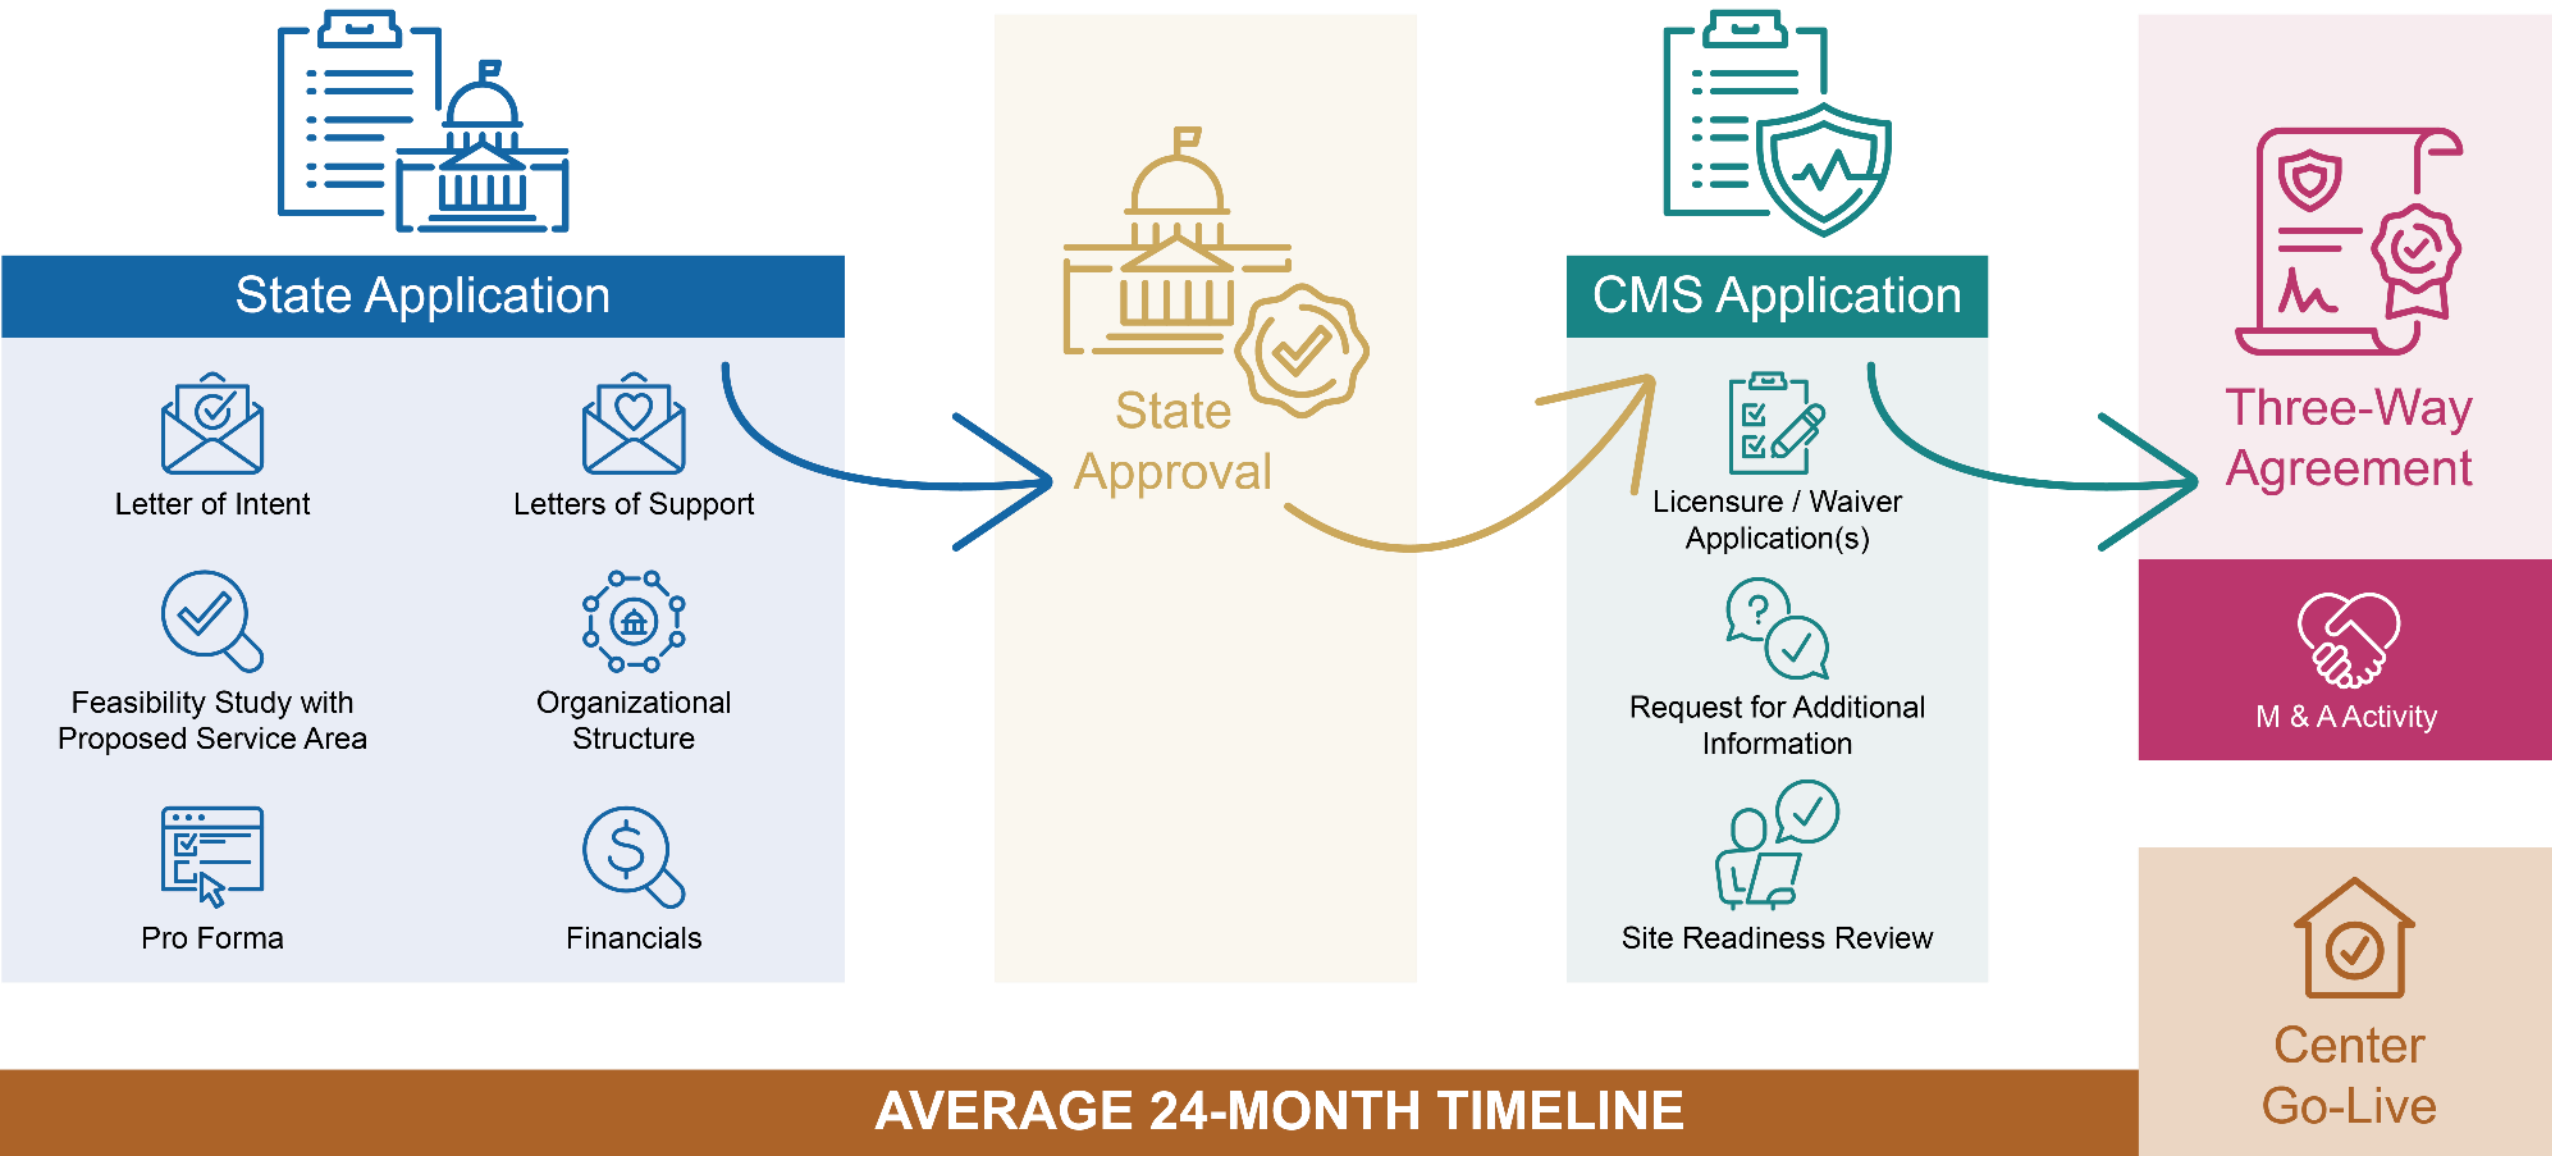 State Application
Letter of Intent
Letters of Support
Feasibility Study with
Proposed Service Area
Organizational
Structure
Pro Forma
Financials
State
Approval
CMS Application
Licensure / Waiver
Application(s)
Request for Additional
Information
Site Readiness Review
Three-Way
Agreement
M & A Activity
Center
Go-Live
AVERAGE 24-MONTH TIMELINE